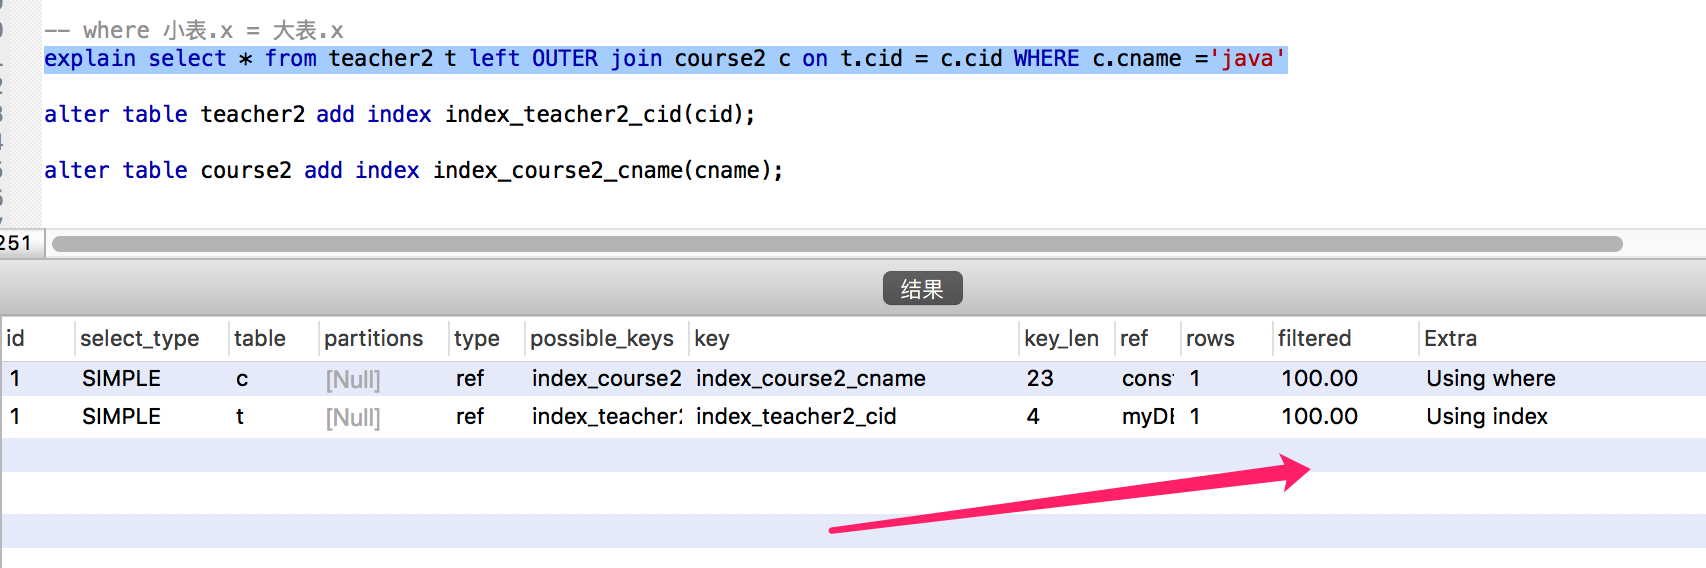 -- where 小表.x = 大表.x
explain select * from teacher2 t left OUTER join course2 c on t.cid = c.cid WHERE c.cname ='java'
alter table teacher2 add index index_teacher2_cid(cid);
alter table course2 add index index_course2_cname(cname);
251
结果
id select_type table partitions type possible_keys key key_len ref rows filtered Extra
1 SIMPLE c [Null] ref index_course2 index_course2_cname 23 cons 1 100.00 Using where
1 SIMPLE t [Null] ref index_teacher index_teacher2_cid 4 myDB 1 100.00 Using index